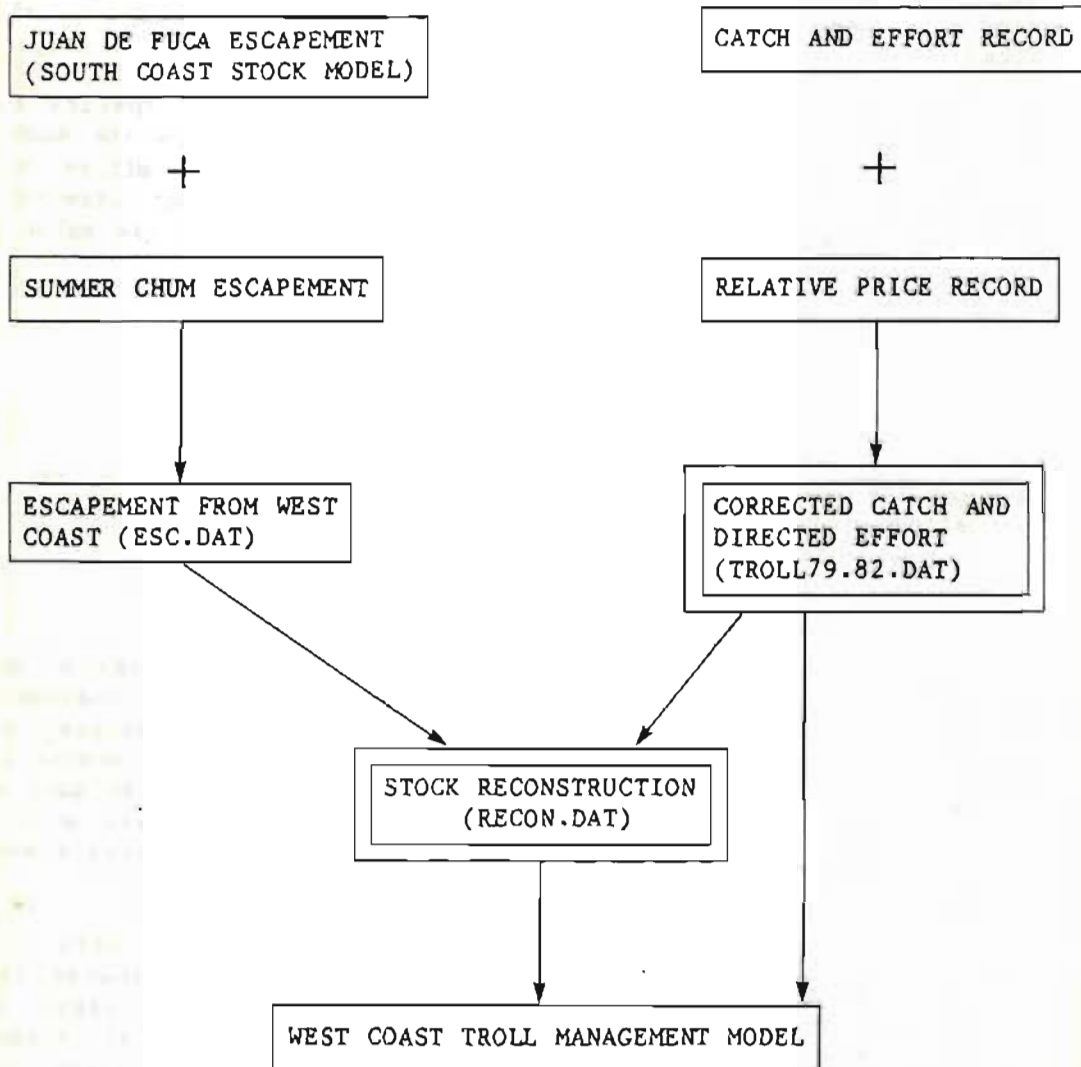 JUAN DE FUCA ESCAPEMENT
(SOUTH COAST STOCK MODEL)
CATCH AND EFFORT RECORD
+
+
SUMMER CHUM ESCAPEMENT
RELATIVE PRICE RECORD
ESCAPEMENT FROM WEST
COAST (ESC.DAT)
CORRECTED CATCH AND
DIRECTED EFFORT
(TROLL79.82.DAT)
STOCK RECONSTRUCTION
(RECON.DAT)
WEST COAST TROLL MANAGEMENT MODEL